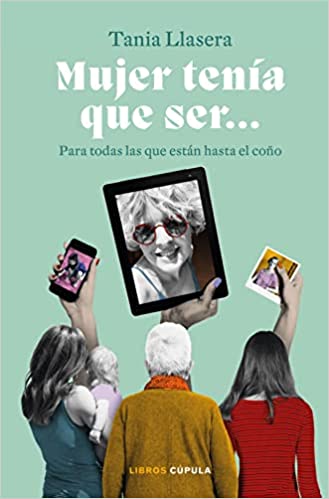 Tania Llasera
Mujer tenía
que ser...
Para todas las que están hasta el coño
LIBROS CÚPULA